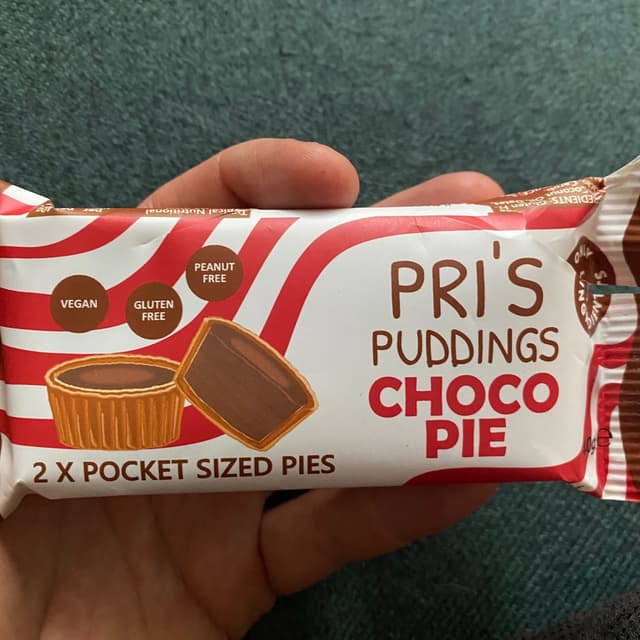 VEGAN
GLUTEN
FREE
PEANUT
FREE
PRI'S
PUDDINGS
CHOCO
PIE
2 X POCKET SIZED PIES